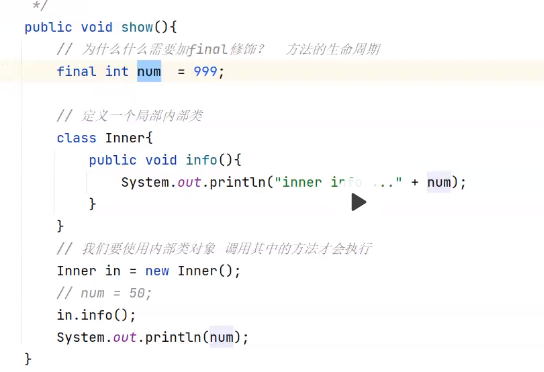 */
public void show(){
// 为什么什么需要加final修饰？ 方法的生命周期
final int num = 999;
// 定义一个局部内部类
class Inner{
public void info(){
System.out.println("inner info ..." + num);
}
}
// 我们要使用内部类对象 调用其中的方法才会执行
Inner in = new Inner();
// num = 50;
in.info();
System.out.println(num);
}